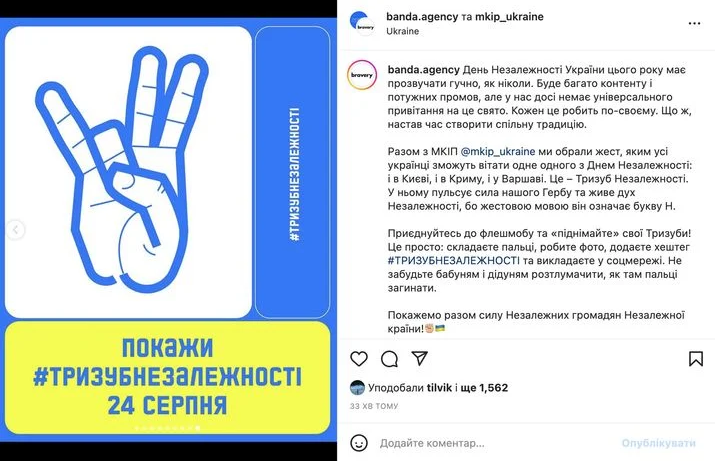 #ТРИЗУБНЕЗАЛЕЖНОСТІ
ПОКАЖИ
#ТРИЗУБНЕЗАЛЕЖНОСТІ
24 СЕРПНЯ
bravery
banda.agency та mkip_ukraine
Ukraine
bravery
banda.agency День Незалежності України цього року має
прозвучати гучно, як ніколи. Буде багато контенту і
потужних промов, але у нас досі немає універсального
привітання на це свято. Кожен це робить по-своєму. Що ж,
настав час створити спільну традицію.
Разом з МКІП @mkip_ukraine ми обрали жест, яким усі
українці зможуть вітати одне одного з Днем Незалежності:
і в Києві, і в Криму, і у Варшаві. Це – Тризуб Незалежності.
У ньому пульсує сила нашого Гербу та живе дух
Незалежності, бо жестовою мовою він означає букву Н.
Приєднуйтесь до флешмобу та «піднімайте» свої Тризуби!
Це просто: складаєте пальці, робите фото, додаєте хештег
#ТРИЗУБНЕЗАЛЕЖНОСТІ та викладаєте у соцмережі. Не
забудьте бабуням і дідуням розтлумачити, як там пальці
загинати.
Покажемо разом силу Незалежних громадян Незалежної
країни!✊🏼🇺🇦
Уподобали tilvik і ще 1,562
33 ХВ ТОМУ
Додайте коментар...
Опублікувати